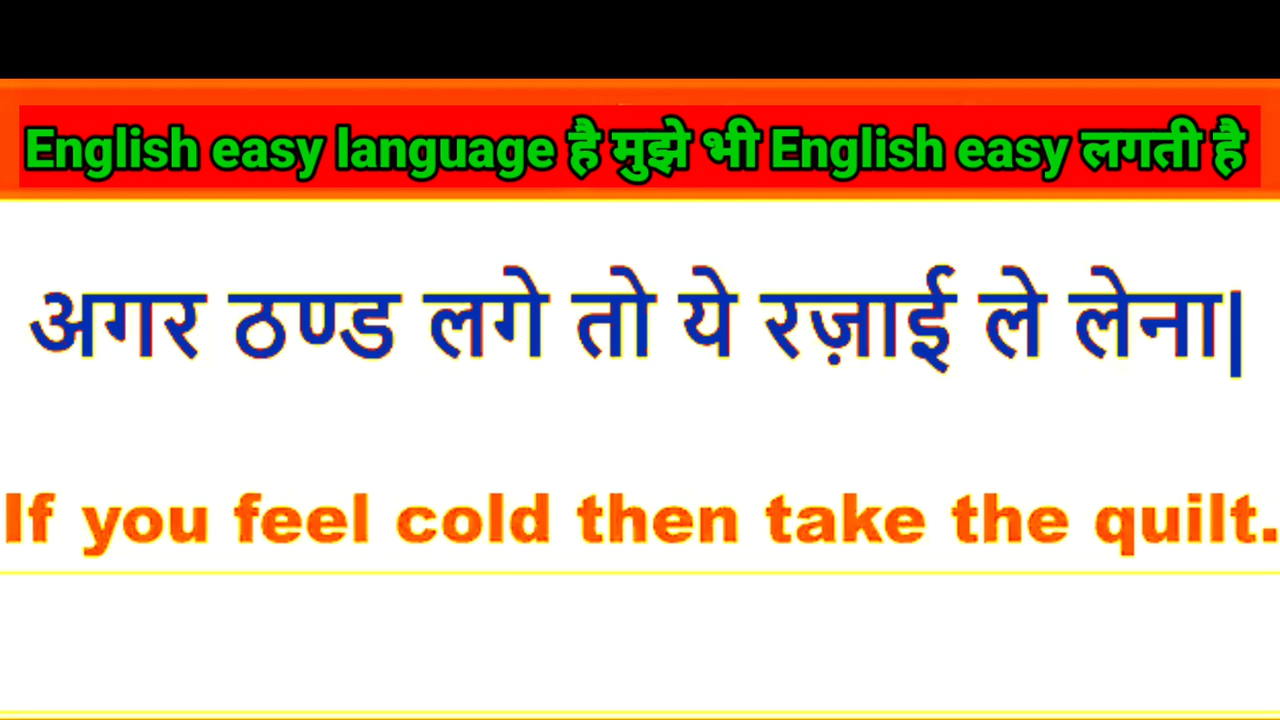 English easy language है मुझे भी English easy लगती है
अगर ठण्ड लगे तो ये रज़ाई ले लेना|
If you feel cold then take the quilt.